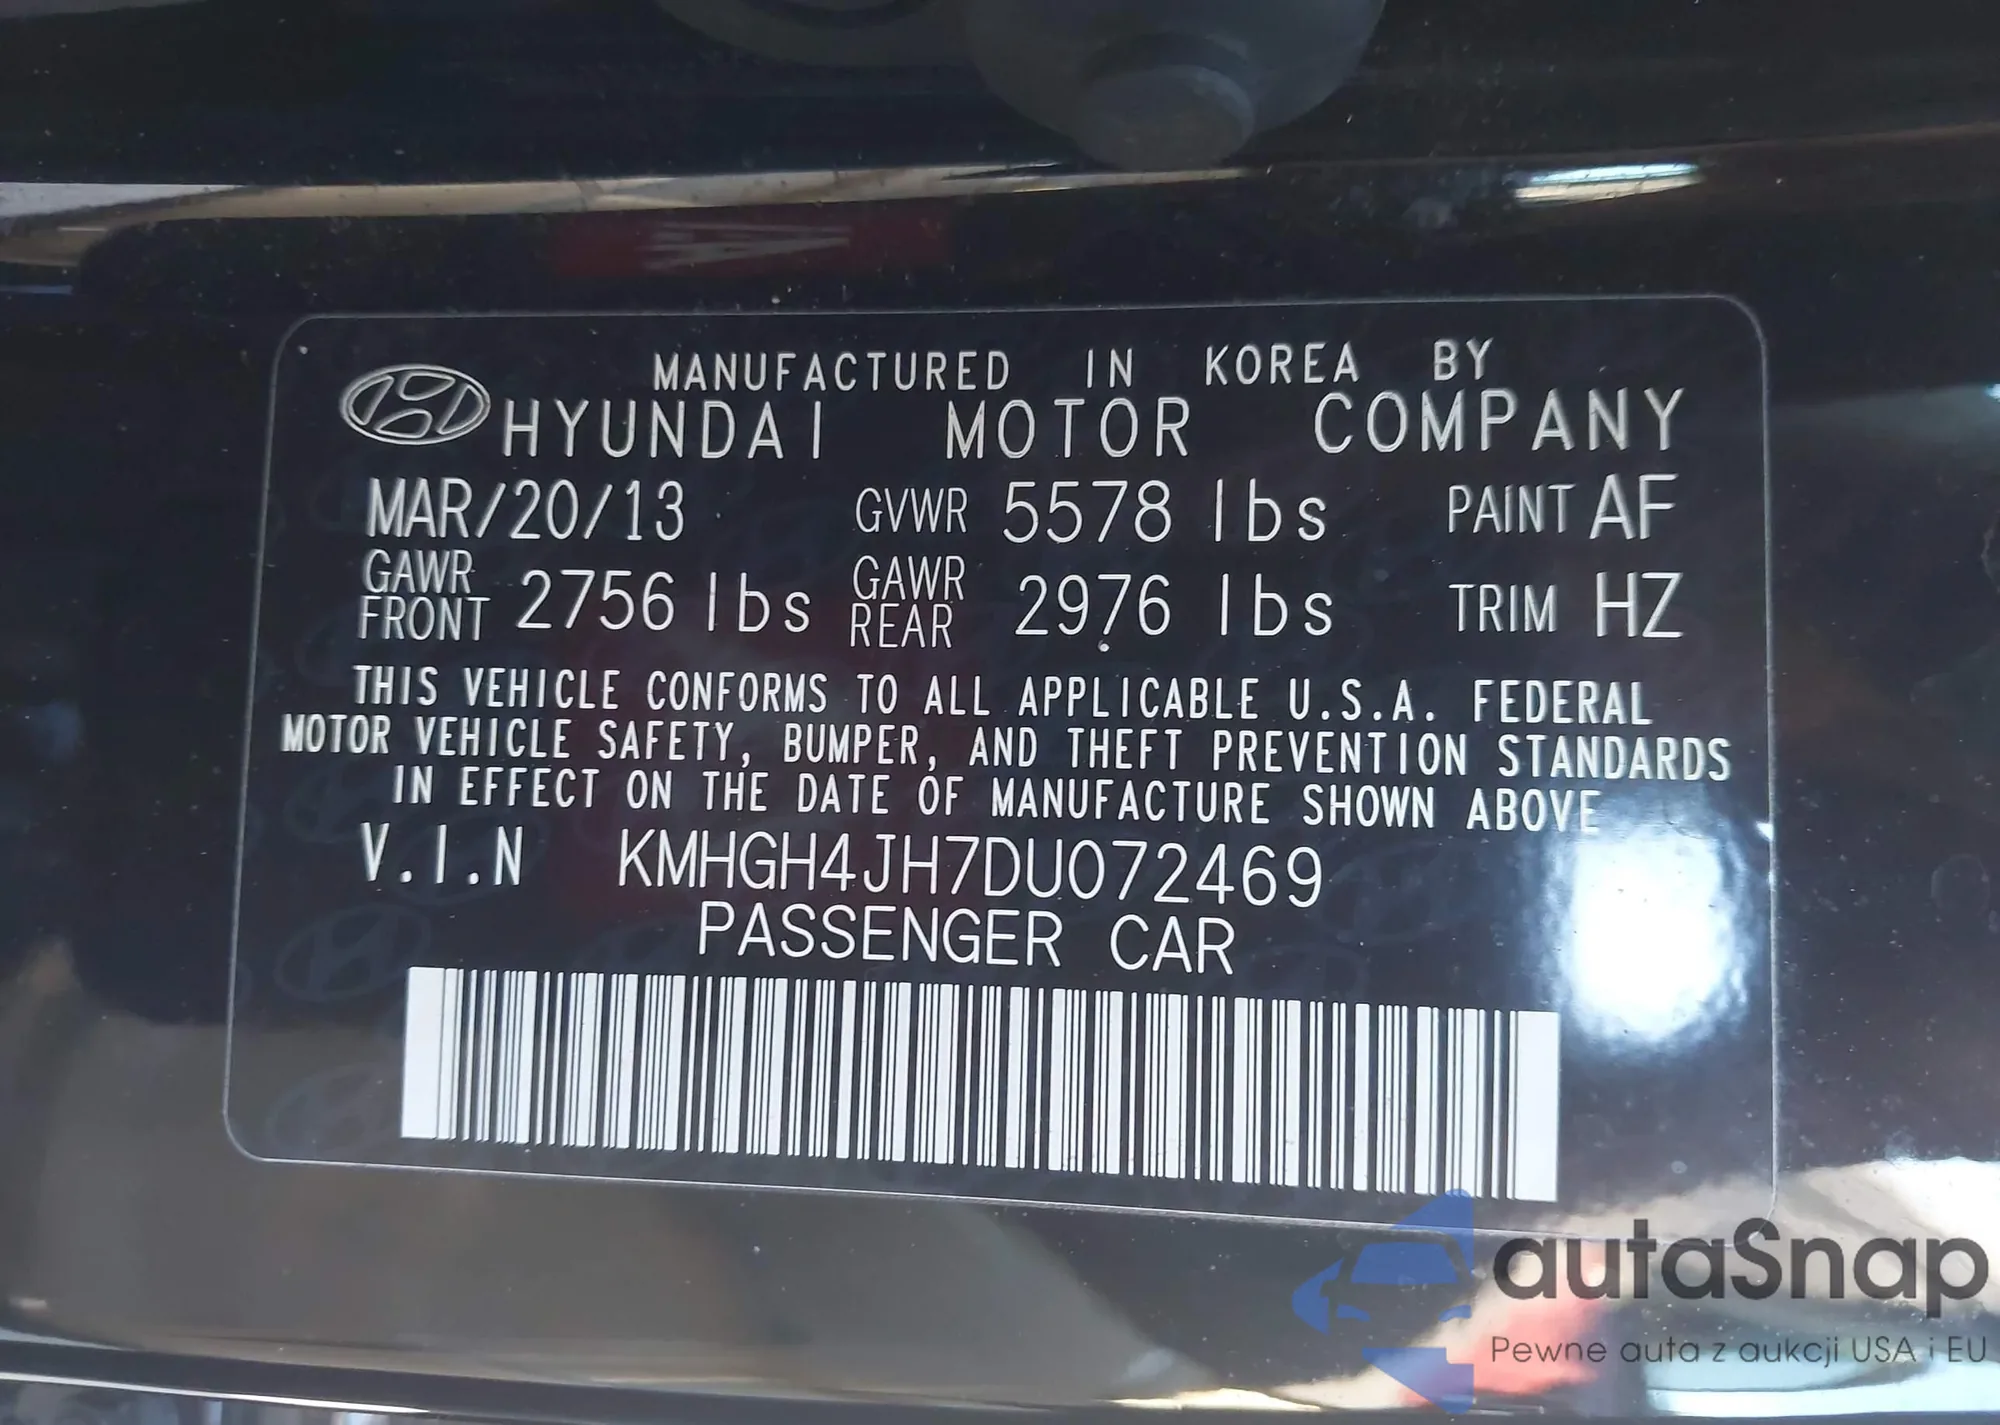 MANUFACTURED IN KOREA BY
HYUNDAI MOTOR COMPANY
MAR/20/13 GVWR 5578 lbs PAINT AF
GAWR FRONT 2756 lbs GAWR REAR 2976 lbs TRIM HZ
THIS VEHICLE CONFORMS TO ALL APPLICABLE U.S.A. FEDERAL
MOTOR VEHICLE SAFETY, BUMPER, AND THEFT PREVENTION STANDARDS
IN EFFECT ON THE DATE OF MANUFACTURE SHOWN ABOVE
V.I.N KMHGH4JH7DU072469
PASSENGER CAR
autaSnap
Pewne auta z aukcji USA i EU